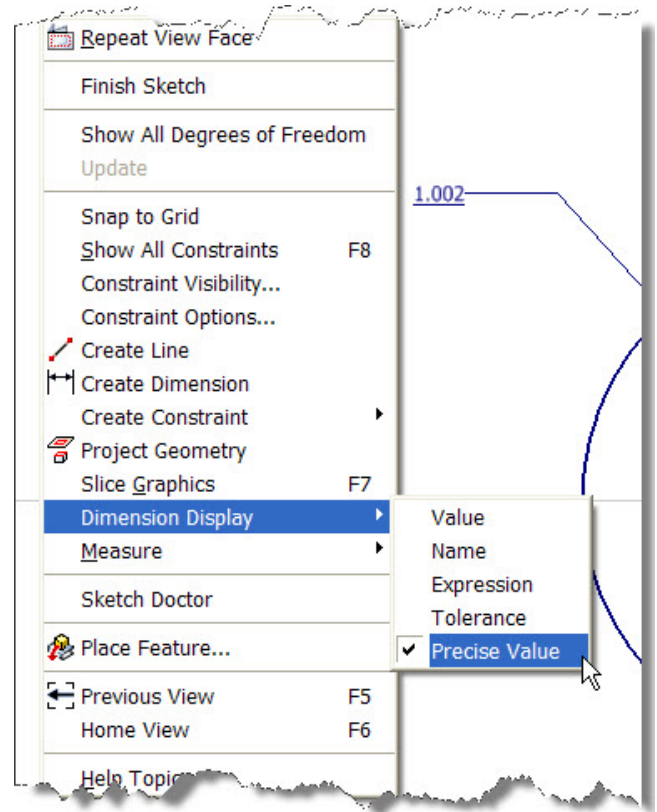 Repeat View Face
Finish Sketch
Show All Degrees of Freedom
Update
1.002
Snap to Grid
Show All Constraints F8
Constraint Visibility...
Constraint Options...
Create Line
Create Dimension
Create Constraint
Project Geometry
Slice Graphics F7
Dimension Display
Value
Measure
Name
Expression
Sketch Doctor
Tolerance
Place Feature...
Precise Value
Previous View F5
Home View F6
Help Topic